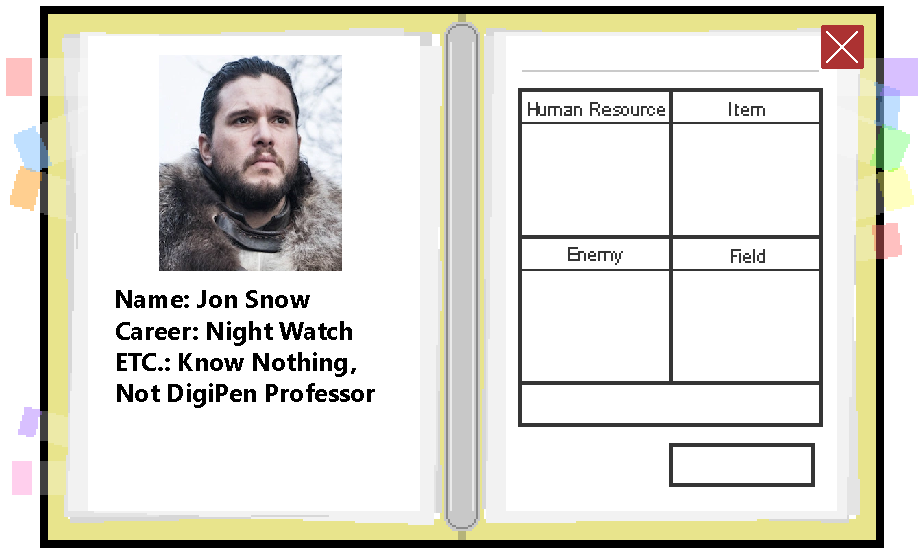 Name: Jon Snow
Career: Night Watch
ETC.: Know Nothing,
Not DigiPen Professor
Human Resource
Item
Enemy
Field